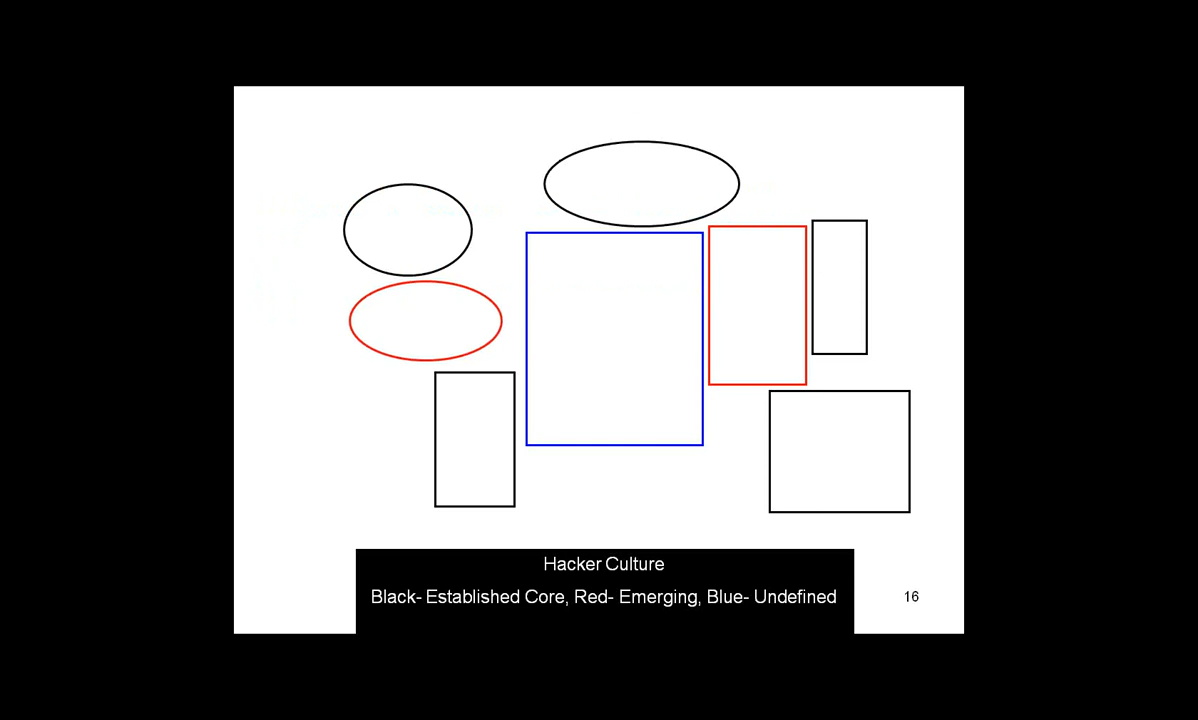 Hacker Culture
Black- Established Core, Red- Emerging, Blue- Undefined
16